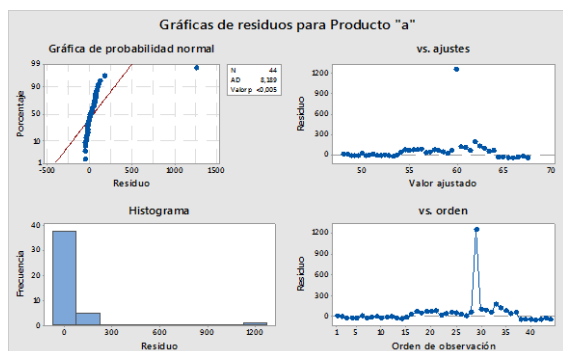 Gráficas de residuos para Producto "a"
Gráfica de probabilidad normal
99
90
50
10
1
Porcentaje
-500 0 500 1000 1500
Residuo
N 44
AD 8,189
Valor p <0,005
vs. ajustes
1200
900
600
300
0
Residuo
50 55 60 65 70
Valor ajustado
Histograma
40
30
20
10
0
Frecuencia
0 300 600 900 1200
Residuo
vs. orden
1200
900
600
300
0
Residuo
1 5 10 15 20 25 30 35 40
Orden de observación